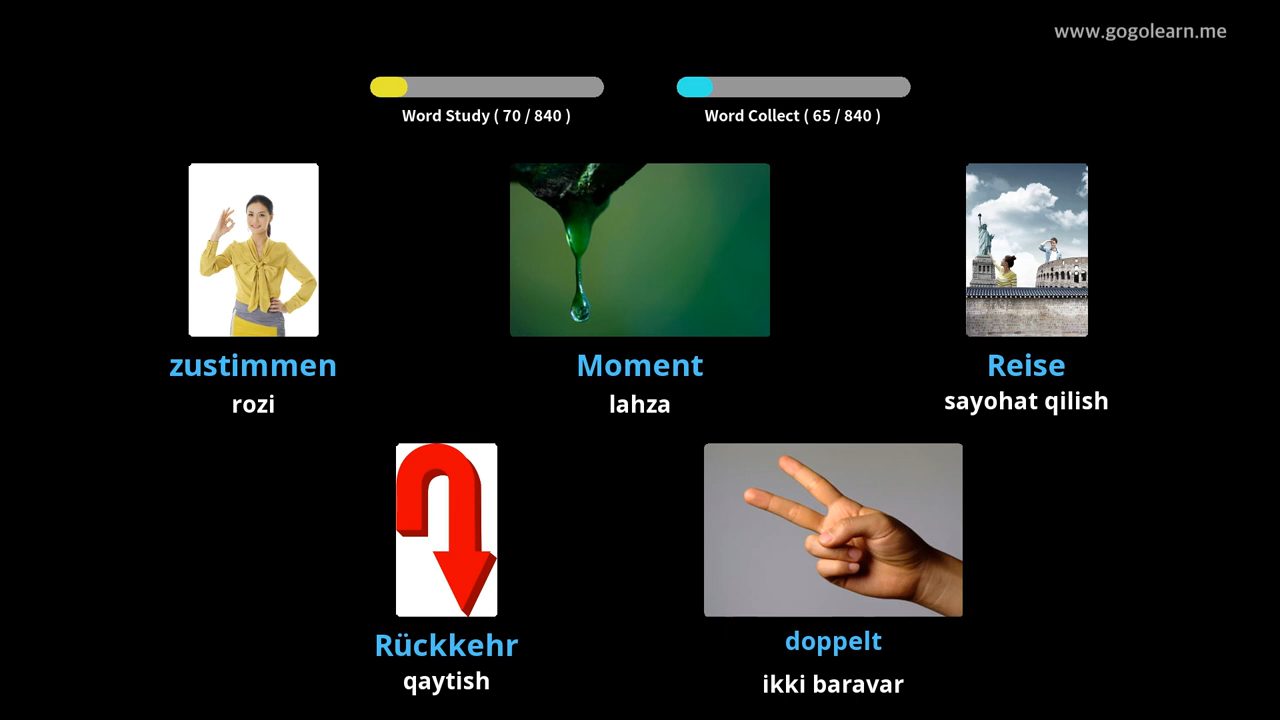 www.gogolearn.me
Word Study ( 70 / 840 )
Word Collect ( 65 / 840 )
zustimmen
rozi
Moment
lahza
Reise
sayohat qilish
Rückkehr
qaytish
doppelt
ikki baravar